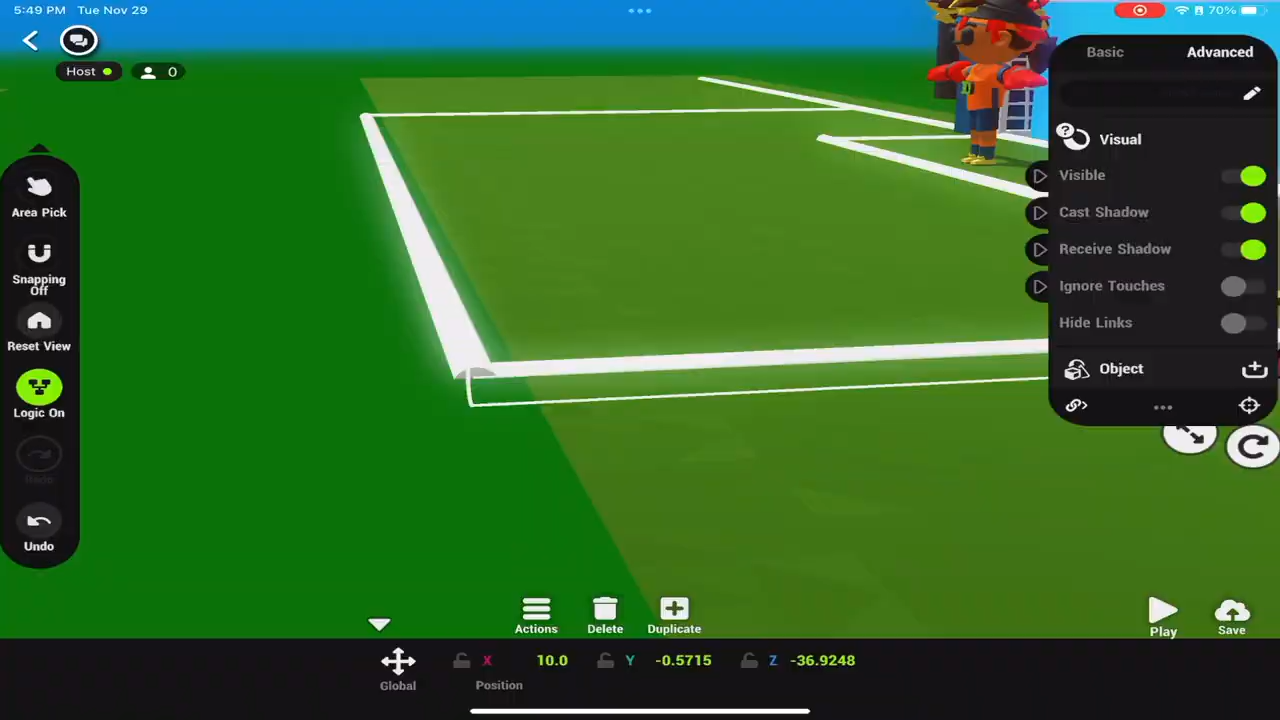 5:49 PM Tue Nov 29
70%
Host
0
Basic
Advanced
Visual
Visible
Cast Shadow
Receive Shadow
Ignore Touches
Hide Links
Object
Area Pick
Snapping
Off
Reset View
Logic On
Redo
Undo
Actions
Delete
Duplicate
Play
Save
Global
X 10.0
Y -0.5715
Z -36.9248
Position